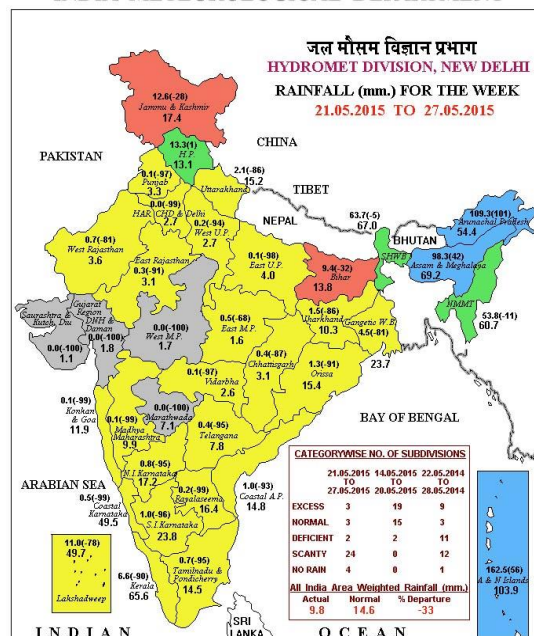 INDIA METEOROLOGICAL DEPARTMENT
जल मौसम विज्ञान प्रभाग
HYDROMET DIVISION, NEW DELHI
RAINFALL (mm.) FOR THE WEEK
21.05.2015 TO 27.05.2015
12.6(-28)
Jammu & Kashmir
17.4
CHINA
13.3(1)
H.P.
13.1
PAKISTAN
0.1(-97)
Punjab
3.3
2.1(-86)
Uttarakhand
15.2
TIBET
0.0(-99)
HAR CHD & Delhi
NEPAL
0.2(-94)
West U.P.
2.7
63.7(-5)
67.0
SHWB
BHUTAN
109.3(101)
Arunachal Pradesh
54.4
0.7(-81)
West Rajasthan
3.6
East Rajasthan
0.3(-91)
3.1
0.1(-98)
East U.P.
4.0
9.4(-32)
Bihar
13.8
98.3(42)
Assam & Meghalaya
69.2
NMMT
53.8(-11)
60.7
Saurashtra &
Kutch, Diu
0.0(-100)
1.1
Gujarat
Region
DNH &
Daman
0.0(-100)
1.8
0.0(-100)
West M.P.
1.7
0.5(-68)
East M.P.
1.6
1.5(-86)
Jharkhand
10.3
Gangetic W.B.
4.5(-81)
23.7
0.4(-87)
Chhattisgarh
3.1
1.3(-91)
Orissa
15.4
0.1(-97)
Vidarbha
2.6
0.1(-99)
Konkan
& Goa
11.9
0.1(-99)
Madhya
Maharashtra
9.9
0.0(-100)
Marathwada
7.1
0.4(-95)
Telangana
7.8
BAY OF BENGAL
ARABIAN SEA
0.8(-95)
N.I.Karnataka
17.2
0.2(-99)
Rayalaseema
16.4
1.0(-93)
Coastal A.P.
14.8
0.5(-99)
Coastal
Karnataka
49.5
1.0(-96)
S.I.Karnataka
23.8
0.7(-95)
Tamilnadu &
Pondicherry
14.5
11.0(-78)
49.7
Lakshadweep
6.6(-90)
Kerala
65.6
CATEGORYWISE NO. OF SUBDIVISIONS
21.05.2015 14.05.2015 22.05.2014
TO TO TO
27.05.2015 20.05.2015 28.05.2014
EXCESS 3 19 9
NORMAL 3 15 3
DEFICIENT 2 2 11
SCANTY 24 0 12
NO RAIN 4 0 1
All India Area Weighted Rainfall (mm.)
Actual Normal % Departure
9.8 14.6 -33
162.5(56)
A & N Islands
103.9
SRI
LANKA
INDIAN OCEAN